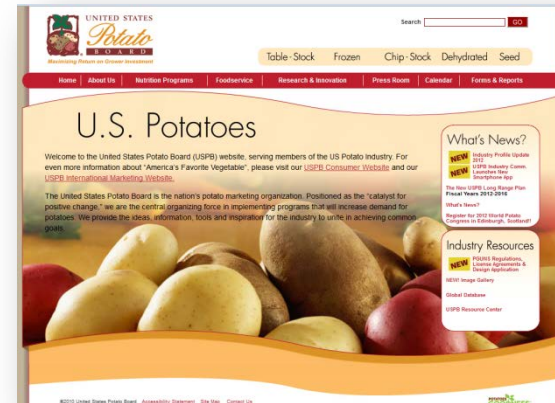 UNITED STATES
Potato
BOARD
Maximizing Return on Grower Investment
Search
GO
Table-Stock Frozen Chip-Stock Dehydrated Seed
Home About Us Nutrition Programs Foodservice Research & Innovation Press Room Calendar Forms & Reports
U.S. Potatoes
Welcome to the United States Potato Board (USPB) website, serving members of the US Potato Industry. For
even more information about "America's Favorite Vegetable", please visit our USPB Consumer Website and our
USPB International Marketing Website.
The United States Potato Board is the nation's potato marketing organization. Positioned as the "catalyst for
positive change," we are the central organizing force in implementing programs that will increase demand for
potatoes. We provide the ideas, information, tools and inspiration for the industry to unite in achieving common
goals.
What's News?
NEW
Industry Profile Update
2012
NEW
USPB Industry Comm.
Launches New
Smartphone App
The New USPB Long Range Plan
Fiscal Years 2012-2016
What's News?
Register for 2012 World Potato
Congress in Edinburgh, Scotland!!
Industry Resources
NEW
PGI/NS Regulations,
License Agreements &
Design Application
NEW! Image Gallery
Global Database
USPB Resource Center
©2010 United States Potato Board Accessibility Statement Site Map Contact Us